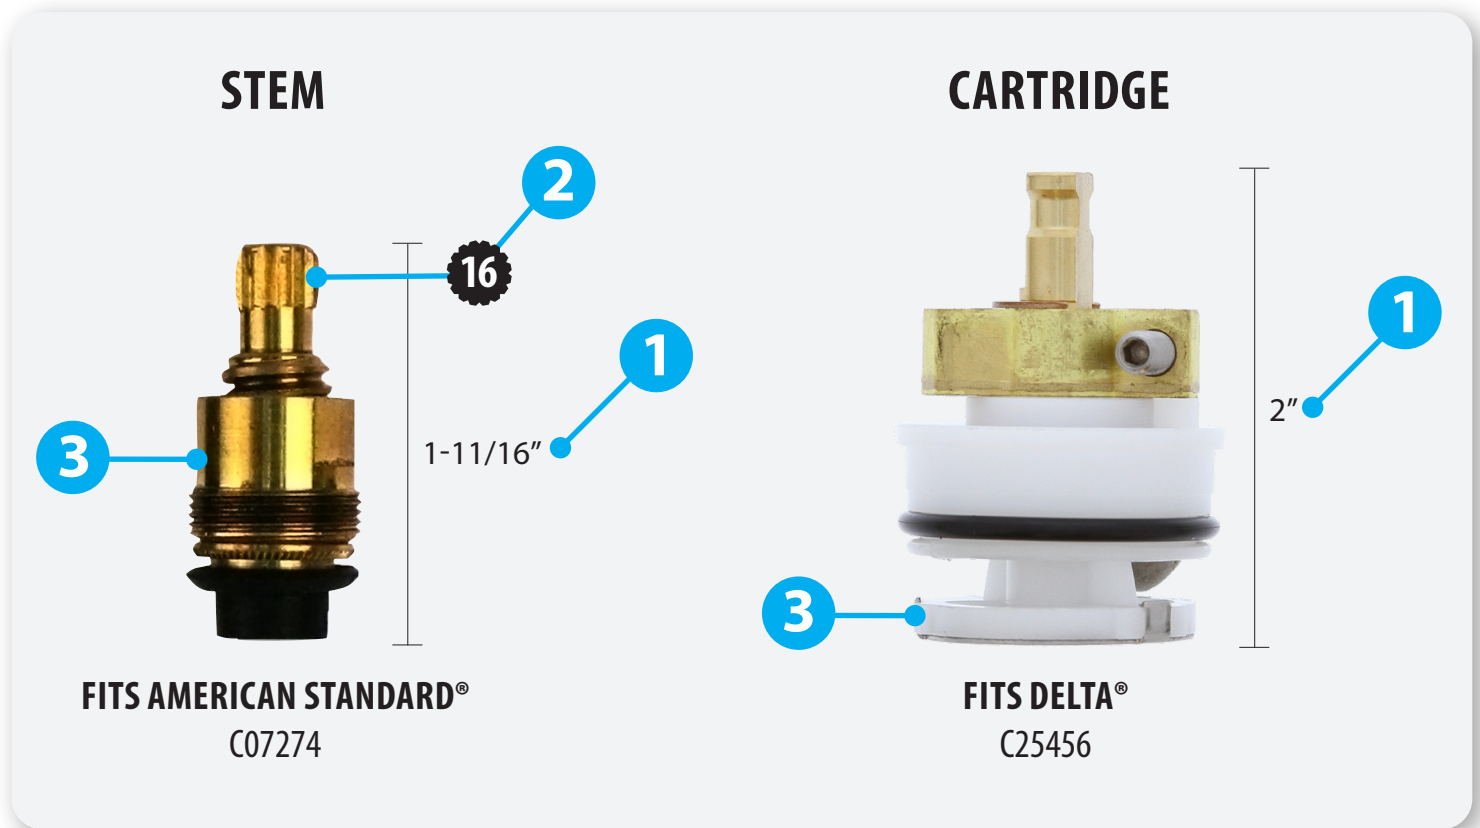 STEM
2
16
1
3
1-11/16”
FITS AMERICAN STANDARD®
C07274
CARTRIDGE
1
2”
3
FITS DELTA®
C25456